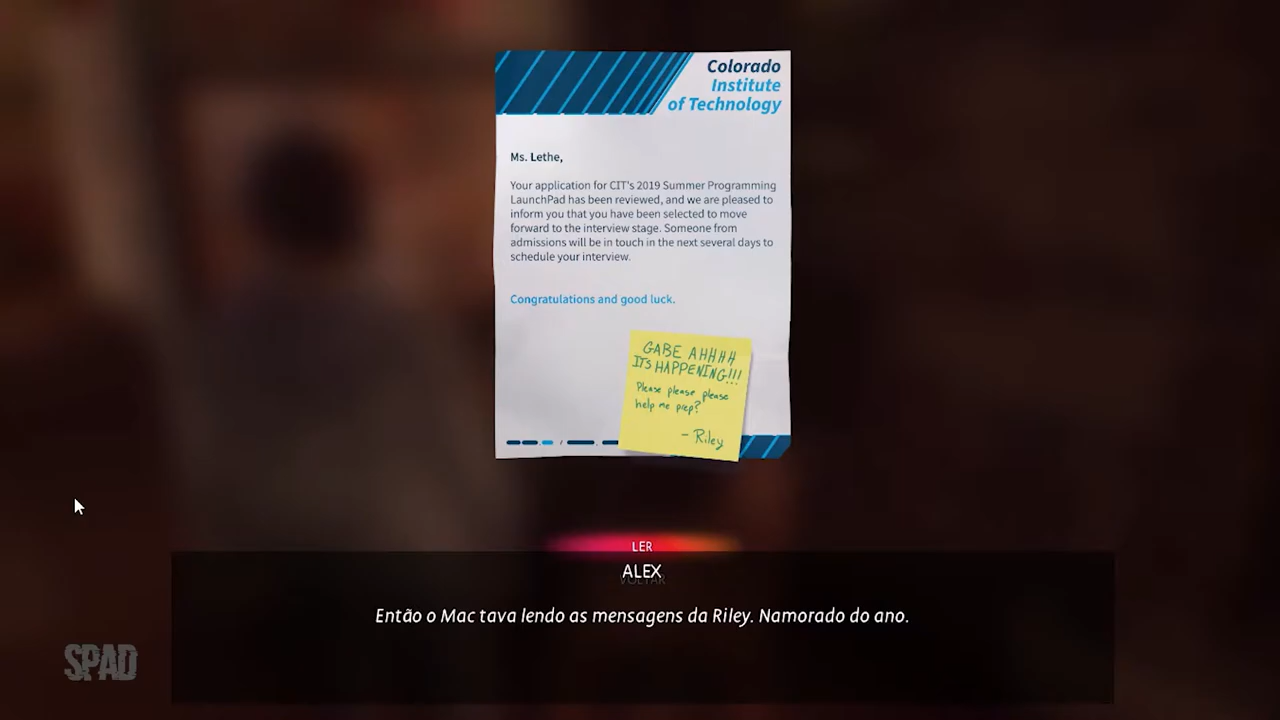 Colorado
Institute
of Technology
Ms. Lethe,
Your application for CIT's 2019 Summer Programming
LaunchPad has been reviewed, and we are pleased to
inform you that you have been selected to move
forward to the interview stage. Someone from
admissions will be in touch in the next several days to
schedule your interview.
Congratulations and good luck.
GABE AHHHH
ITS HAPPENING!!!
Please please please
help me prep?
- Riley
LER
ALEX
VOLTAR
Então o Mac tava lendo as mensagens da Riley. Namorado do ano.
SPAD